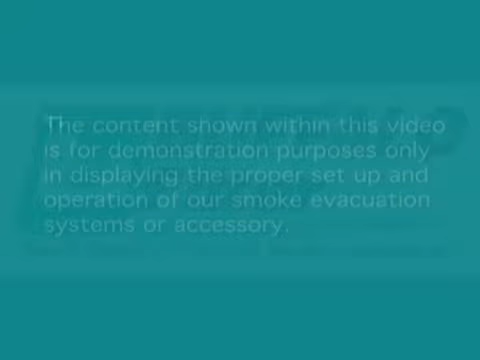 The content shown within this video
is for demonstration purposes only
in displaying the proper set up and
operation of our smoke evacuation
systems or accessory.